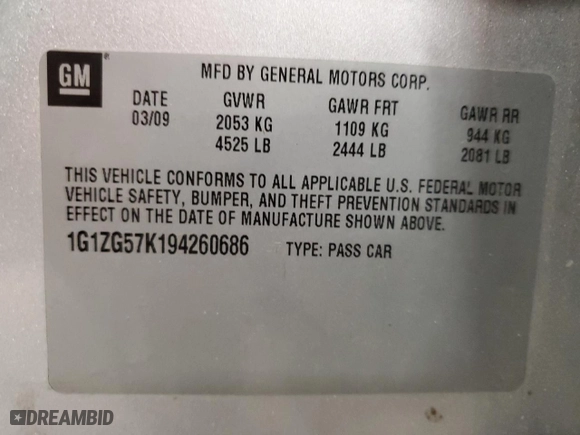 GM
MFD BY GENERAL MOTORS CORP.
DATE GVWR GAWR FRT GAWR RR
03/09 2053 KG 1109 KG 944 KG
4525 LB 2444 LB 2081 LB
THIS VEHICLE CONFORMS TO ALL APPLICABLE U.S. FEDERAL MOTOR
VEHICLE SAFETY, BUMPER, AND THEFT PREVENTION STANDARDS IN
EFFECT ON THE DATE OF MANUFACTURE SHOWN ABOVE.
1G1ZG57K194260686 TYPE: PASS CAR
DREAMBID